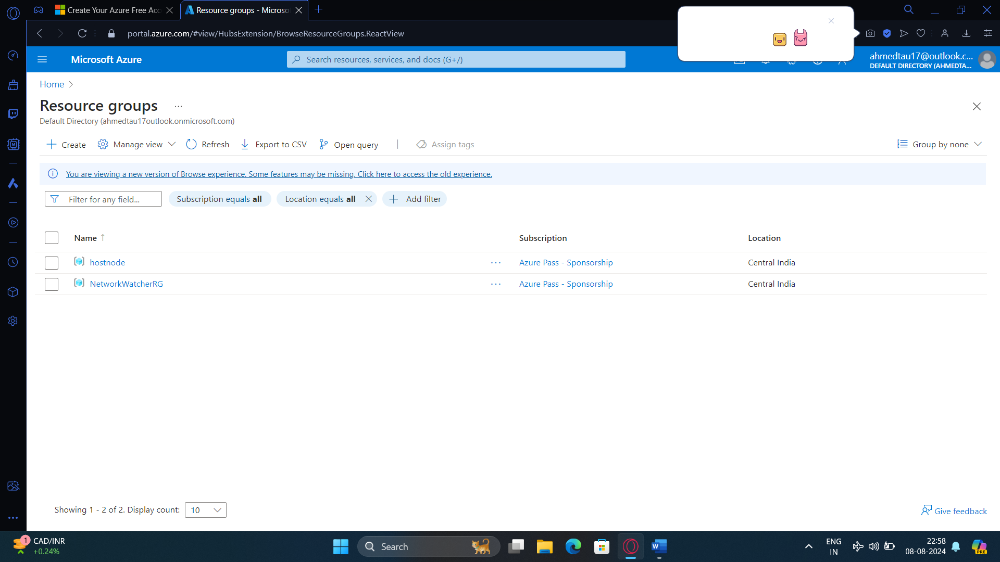 Create Your Azure Free Acc
Resource groups - Microso
portal.azure.com/#view/HubsExtension/BrowseResourceGroups.ReactView
Microsoft Azure
Search resources, services, and docs (G+/)
ahmedtau17@outlook.c...
DEFAULT DIRECTORY (AHMEDTA...
Home
Resource groups ...
Default Directory (ahmedtau17outlook.onmicrosoft.com)
Create Manage view Refresh Export to CSV Open query | Assign tags Group by none
You are viewing a new version of Browse experience. Some features may be missing. Click here to access the old experience.
Filter for any field... Subscription equals all Location equals all Add filter
Name ↑ Subscription Location
hostnode ... Azure Pass - Sponsorship Central India
NetworkWatcherRG ... Azure Pass - Sponsorship Central India
Showing 1 - 2 of 2. Display count: 10
Give feedback
1
CAD/INR
+0.24%
Search
W
ENG
IN
22:58
08-08-2024
PRE